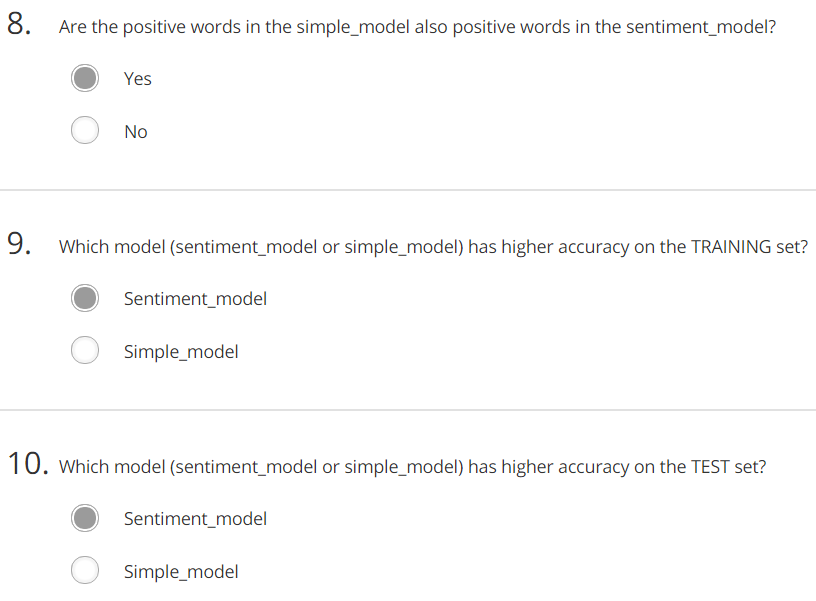 8. Are the positive words in the simple_model also positive words in the sentiment_model?
Yes
No
9. Which model (sentiment_model or simple_model) has higher accuracy on the TRAINING set?
Sentiment_model
Simple_model
10. Which model (sentiment_model or simple_model) has higher accuracy on the TEST set?
Sentiment_model
Simple_model